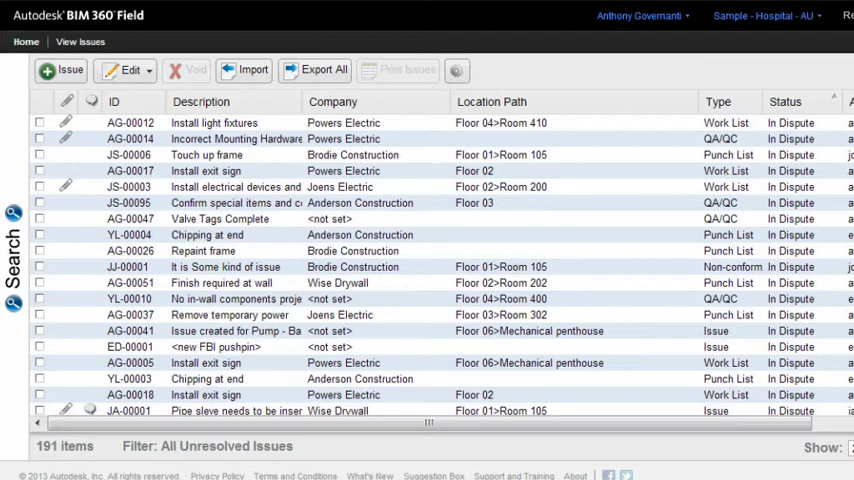 Autodesk® BIM 360® Field Anthony Governanti Sample - Hospital - AU
Home View Issues
Issue Edit Void Import Export All Print Issues
ID Description Company Location Path Type Status
AG-00012 Install light fixtures Powers Electric Floor 04>Room 410 Work List In Dispute
AG-00014 Incorrect Mounting Hardware Powers Electric QA/QC In Dispute
JS-00006 Touch up frame Brodie Construction Floor 01>Room 105 Punch List In Dispute
AG-00017 Install exit sign Powers Electric Floor 02 Punch List In Dispute
JS-00003 Install electrical devices and Joens Electric Floor 02>Room 200 Work List In Dispute
JS-00095 Confirm special items and cc Anderson Construction Floor 03 QA/QC In Dispute
AG-00047 Valve Tags Complete <not set> QA/QC In Dispute
YL-00004 Chipping at end Anderson Construction Punch List In Dispute
AG-00026 Repaint frame Brodie Construction Punch List In Dispute
JJ-00001 It is Some kind of issue Brodie Construction Floor 01>Room 105 Non-conform In Dispute
AG-00051 Finish required at wall Wise Drywall Floor 02>Room 202 Punch List In Dispute
YL-00010 No in-wall components proje <not set> Floor 04>Room 400 QA/QC In Dispute
AG-00037 Remove temporary power Joens Electric Floor 03>Room 302 Punch List In Dispute
AG-00041 Issue created for Pump - Ba <not set> Floor 06>Mechanical penthouse Issue In Dispute
ED-00001 <new FBI pushpin> <not set> Issue In Dispute
AG-00005 Install exit sign Powers Electric Floor 06>Mechanical penthouse Work List In Dispute
YL-00003 Chipping at end Anderson Construction Punch List In Dispute
AG-00018 Install exit sign Powers Electric Floor 02 Work List In Dispute
JA-00001 Pipe sleve needs to be inser Wise Drywall Floor 01>Room 105 Issue In Dispute
Search
191 items Filter: All Unresolved Issues Show:
© 2013 Autodesk, Inc. All rights reserved. Privacy Policy Terms and Conditions What's New Suggestion Box Support and Training About